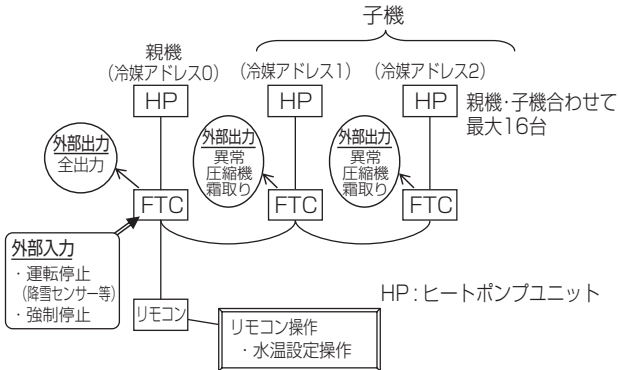 子機
親機
（冷媒アドレス0）
（冷媒アドレス1）
（冷媒アドレス2）
HP
HP
HP
親機・子機合わせて
最大16台
外部出力
全出力
外部出力
異常
圧縮機
霜取り
外部出力
異常
圧縮機
霜取り
FTC
FTC
FTC
外部入力
・運転停止
（降雪センサー等）
・強制停止
リモコン
リモコン操作
・水温設定操作
HP：ヒートポンプユニット